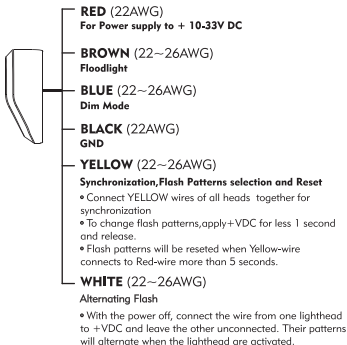 RED (22AWG)
For Power supply to + 10-33V DC
BROWN (22~26AWG)
Floodlight
BLUE (22~26AWG)
Dim Mode
BLACK (22AWG)
GND
YELLOW (22~26AWG)
Synchronization,Flash Patterns selection and Reset
• Connect YELLOW wires of all heads together for
synchronization
• To change flash patterns,apply+VDC for less 1 second
and release.
• Flash patterns will be reseted when Yellow-wire
connects to Red-wire more than 5 seconds.
WHITE (22~26AWG)
Alternating Flash
• With the power off, connect the wire from one lighthead
to +VDC and leave the other unconnected. Their patterns
will alternate when the lighthead are activated.